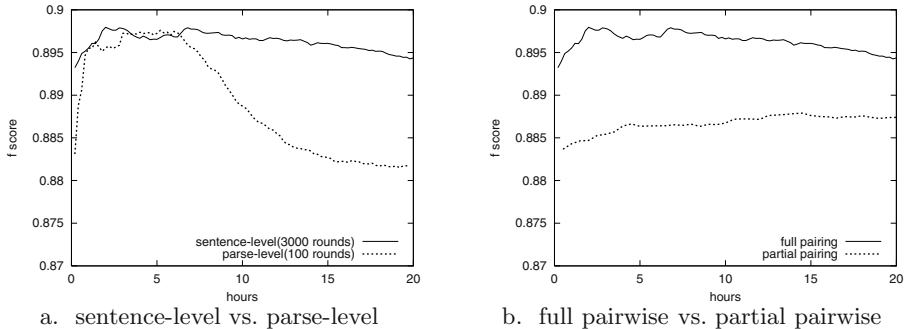 0.9
0.895
0.89
0.885
0.88
0.875
0.87
f score
0 5 10 15 20
hours
sentence-level(3000 rounds)
parse-level(100 rounds)
a. sentence-level vs. parse-level
0.9
0.895
0.89
0.885
0.88
0.875
0.87
f score
0 5 10 15 20
hours
full pairing
partial pairing
b. full pairwise vs. partial pairwise